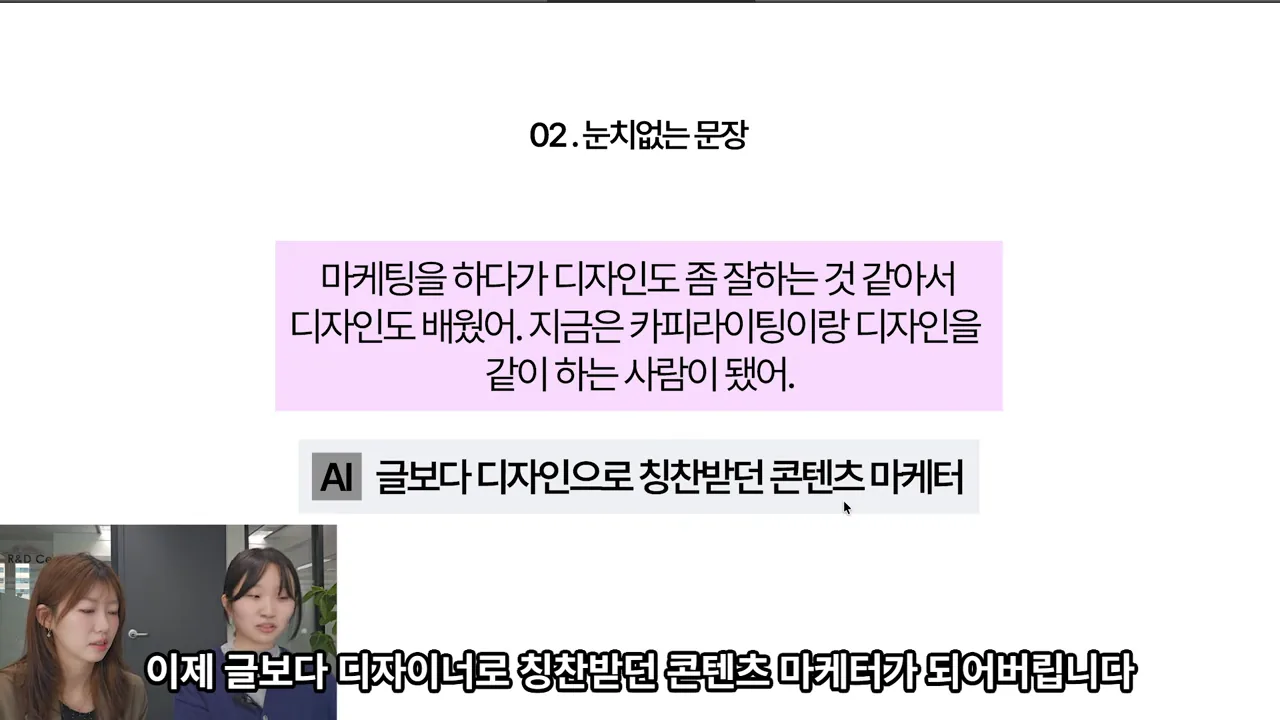 02 . 눈치없는 문장
마케팅을 하다가 디자인도 좀 잘하는 것 같아서
디자인도 배웠어. 지금은 카피라이팅이랑 디자인을
같이 하는 사람이 됐어.
AI 글보다 디자인으로 칭찬받던 콘텐츠 마케터
R&D Ce
이제 글보다 디자이너로 칭찬받던 콘텐츠 마케터가 되어버립니다